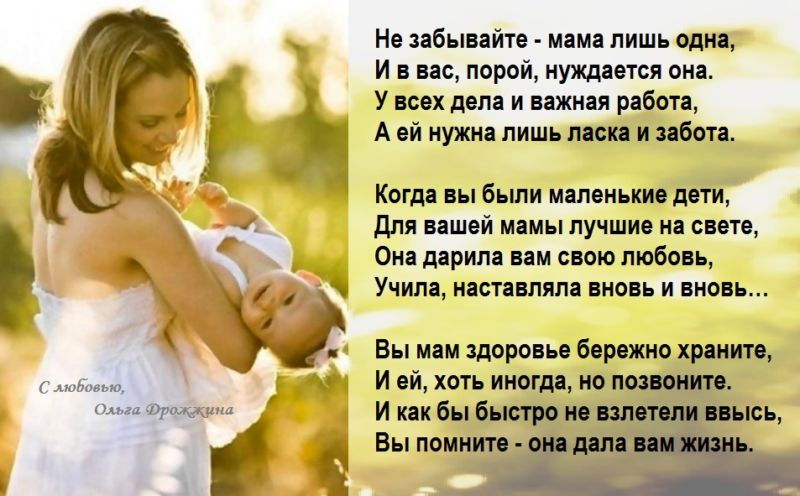 Не забывайте - мама лишь одна,
И в вас, порой, нуждается она.
У всех дела и важная работа,
А ей нужна лишь ласка и забота.
Когда вы были маленькие дети,
Для вашей мамы лучшие на свете,
Она дарила вам свою любовь,
Учила, наставляла вновь и вновь...
Вы мам здоровье бережно храните,
И ей, хоть иногда, но позвоните.
И как бы быстро не взлетели ввысь,
Вы помните - она дала вам жизнь.
С любовью,
Ольга Дрожжина